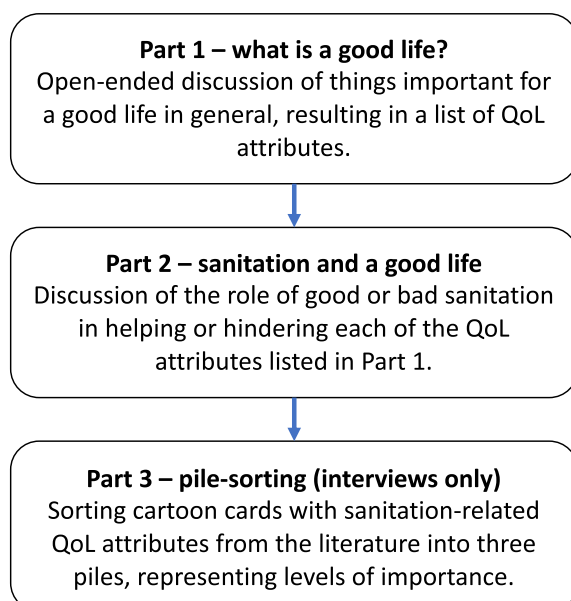 Part 1 – what is a good life?
Open-ended discussion of things important for
a good life in general, resulting in a list of QoL
attributes.
Part 2 – sanitation and a good life
Discussion of the role of good or bad sanitation
in helping or hindering each of the QoL
attributes listed in Part 1.
Part 3 – pile-sorting (interviews only)
Sorting cartoon cards with sanitation-related
QoL attributes from the literature into three
piles, representing levels of importance.